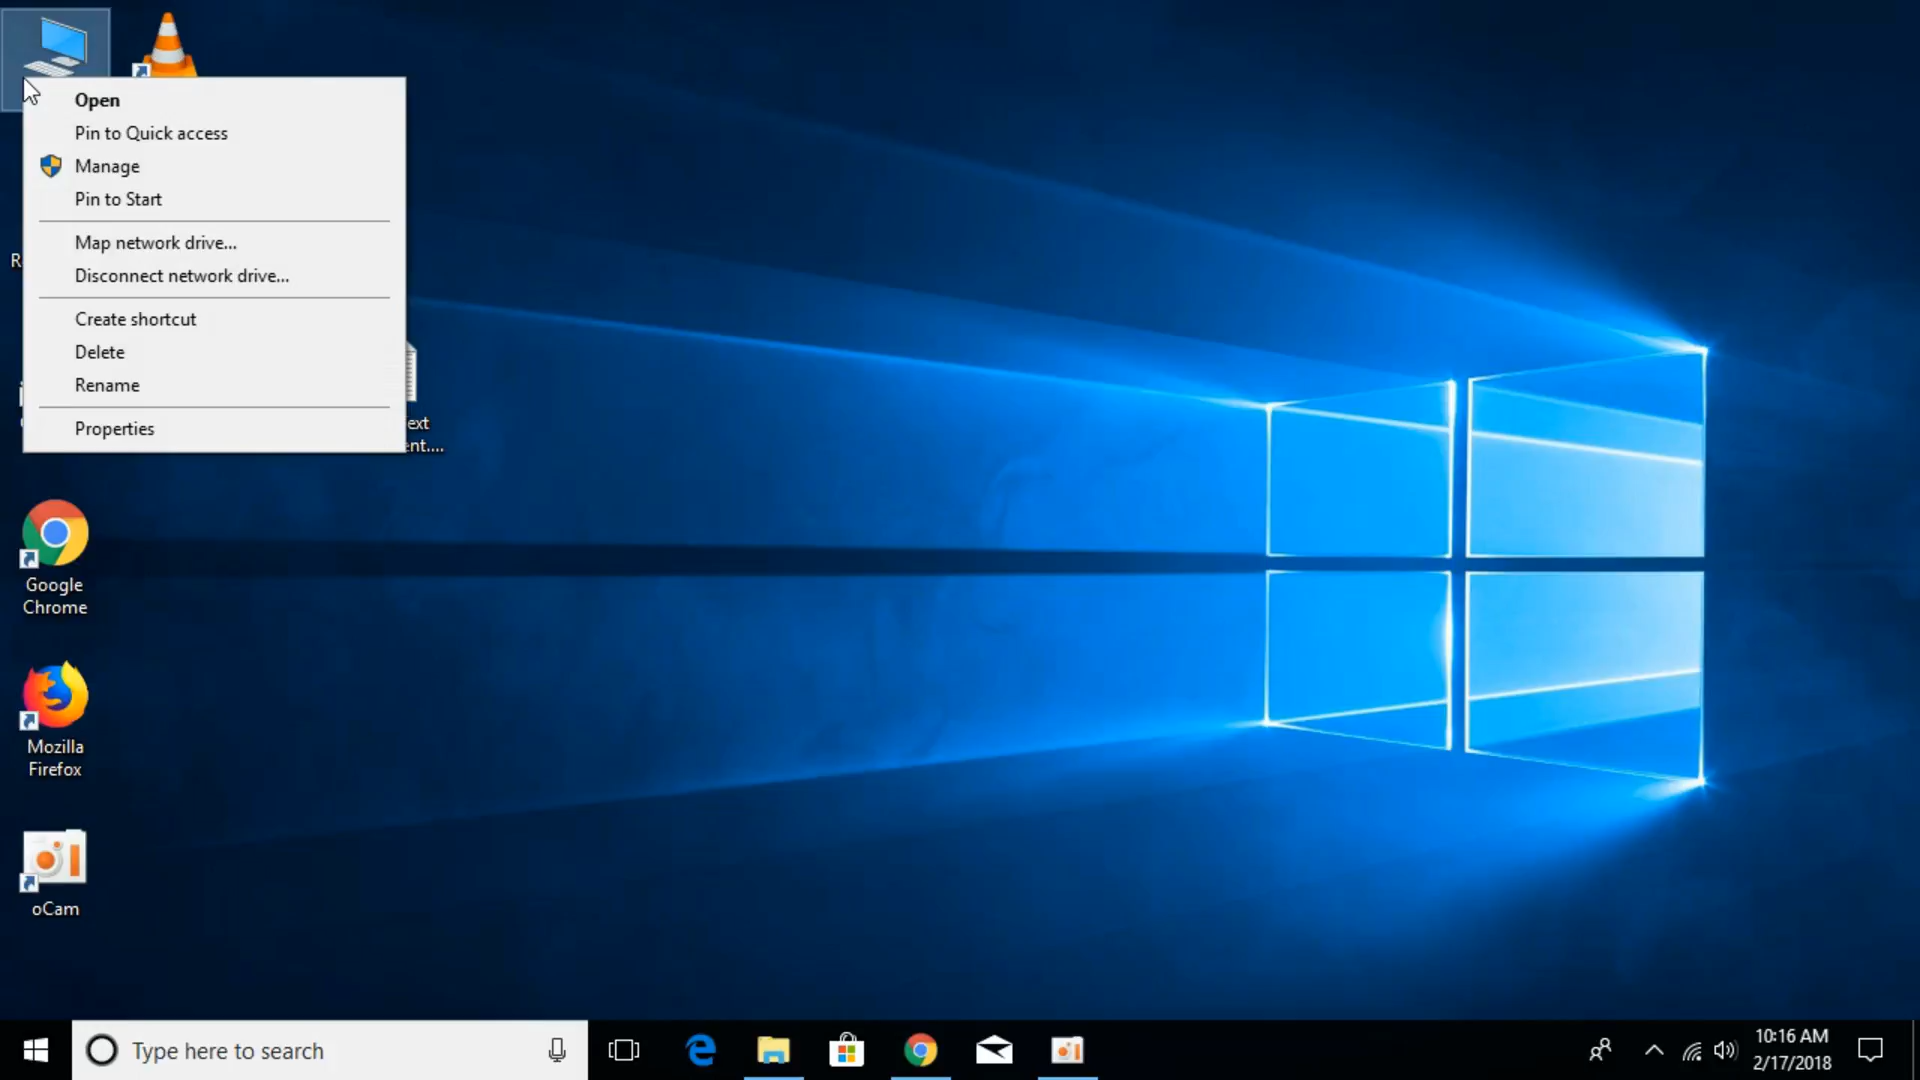 Open
Pin to Quick access
Manage
Pin to Start
Map network drive...
Disconnect network drive...
Create shortcut
Delete
Rename
Properties
R
ext
ent....
Google
Chrome
Mozilla
Firefox
oCam
Type here to search
10:16 AM
2/17/2018